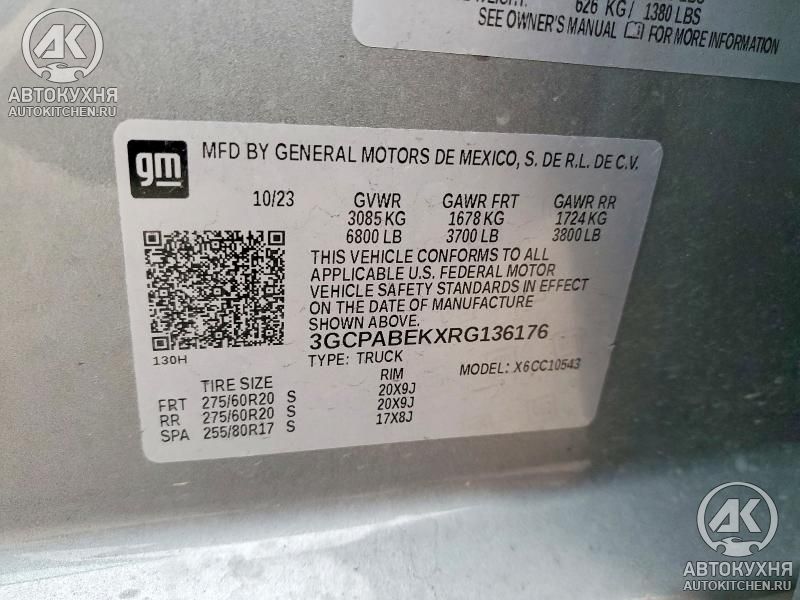 626 KG/ 1380 LBS
SEE OWNER'S MANUAL FOR MORE INFORMATION
AK
АВТОКУХНЯ
AUTOKITCHEN.RU
gm
MFD BY GENERAL MOTORS DE MEXICO, S. DE R.L. DE C.V.
10/23 GVWR GAWR FRT GAWR RR
3085 KG 1678 KG 1724 KG
6800 LB 3700 LB 3800 LB
THIS VEHICLE CONFORMS TO ALL
APPLICABLE U.S. FEDERAL MOTOR
VEHICLE SAFETY STANDARDS IN EFFECT
ON THE DATE OF MANUFACTURE
3GCPABEKXRG136176
130H
TYPE: TRUCK MODEL: X6CC10543
TIRE SIZE RIM
FRT 275/60R20 S 20X9J
RR 275/60R20 S 20X9J
SPA 255/80R17 S 17X8J
AK
АВТОКУХНЯ
AUTOKITCHEN.RU